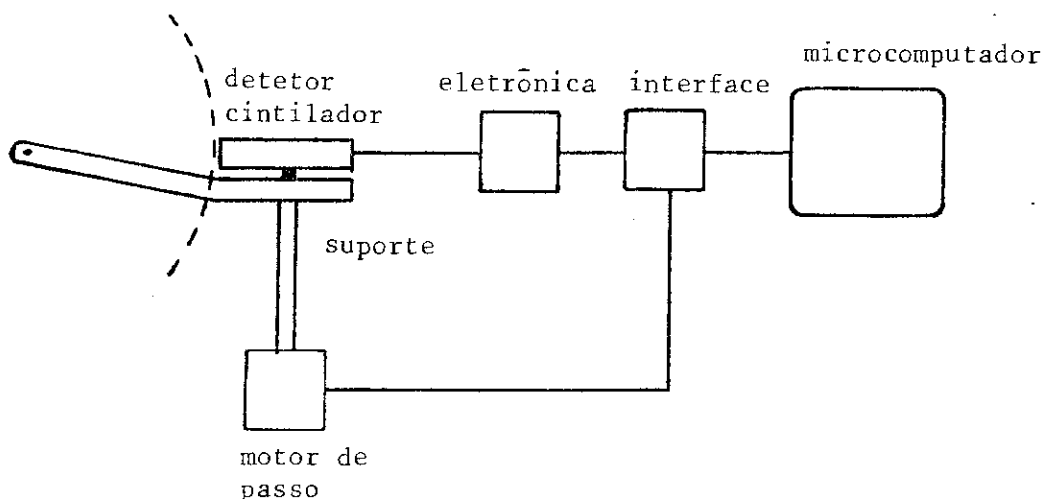 microcomputador
detetor
cintilador
eletrônica
interface
suporte
motor de
passo